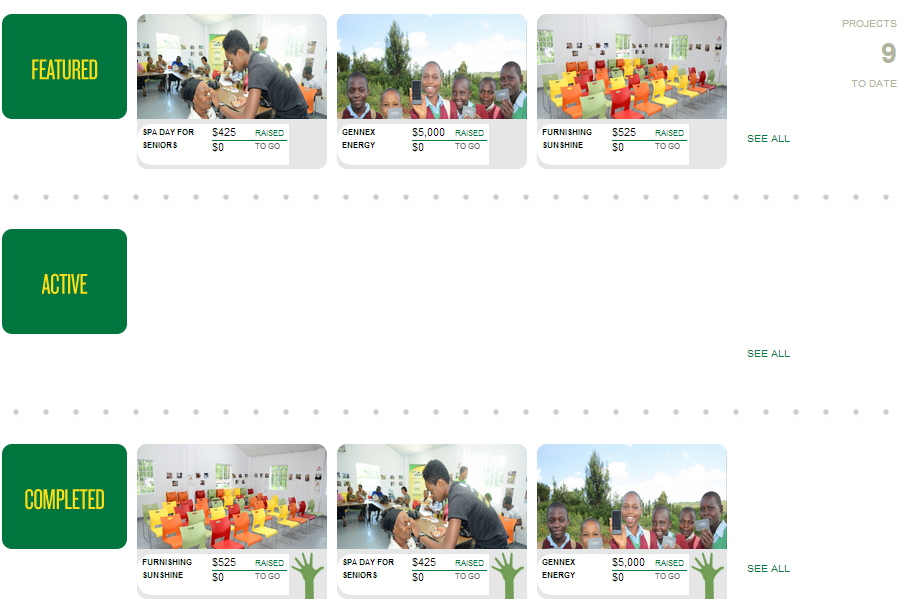 FEATURED
SPA DAY FOR
SENIORS
$425 RAISED
$0 TO GO
GENNEX
ENERGY
$5,000 RAISED
$0 TO GO
FURNISHING
SUNSHINE
$525 RAISED
$0 TO GO
SEE ALL
PROJECTS
9
TO DATE
ACTIVE
SEE ALL
COMPLETED
FURNISHING
SUNSHINE
$525 RAISED
$0 TO GO
SPA DAY FOR
SENIORS
$425 RAISED
$0 TO GO
GENNEX
ENERGY
$5,000 RAISED
$0 TO GO
SEE ALL